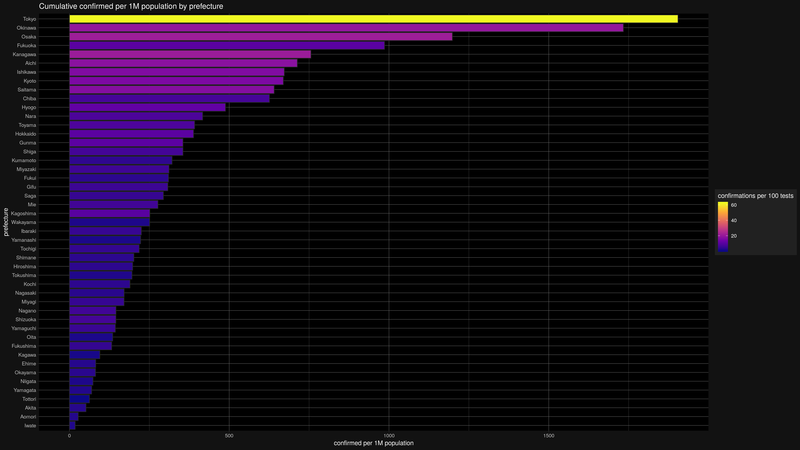 Cumulative confirmed per 1M population by prefecture
prefecture
Tokyo
Okinawa
Osaka
Fukuoka
Kanagawa
Aichi
Ishikawa
Kyoto
Saitama
Chiba
Hyogo
Nara
Toyama
Hokkaido
Gunma
Shiga
Kumamoto
Miyazaki
Fukui
Gifu
Saga
Mie
Kagoshima
Wakayama
Ibaraki
Yamanashi
Tochigi
Shimane
Hiroshima
Tokushima
Kochi
Nagasaki
Miyagi
Nagano
Shizuoka
Yamaguchi
Oita
Fukushima
Kagawa
Ehime
Okayama
Niigata
Yamagata
Tottori
Akita
Aomori
Iwate
0 500 1000 1500
confirmed per 1M population
confirmations per 100 tests
60
40
20